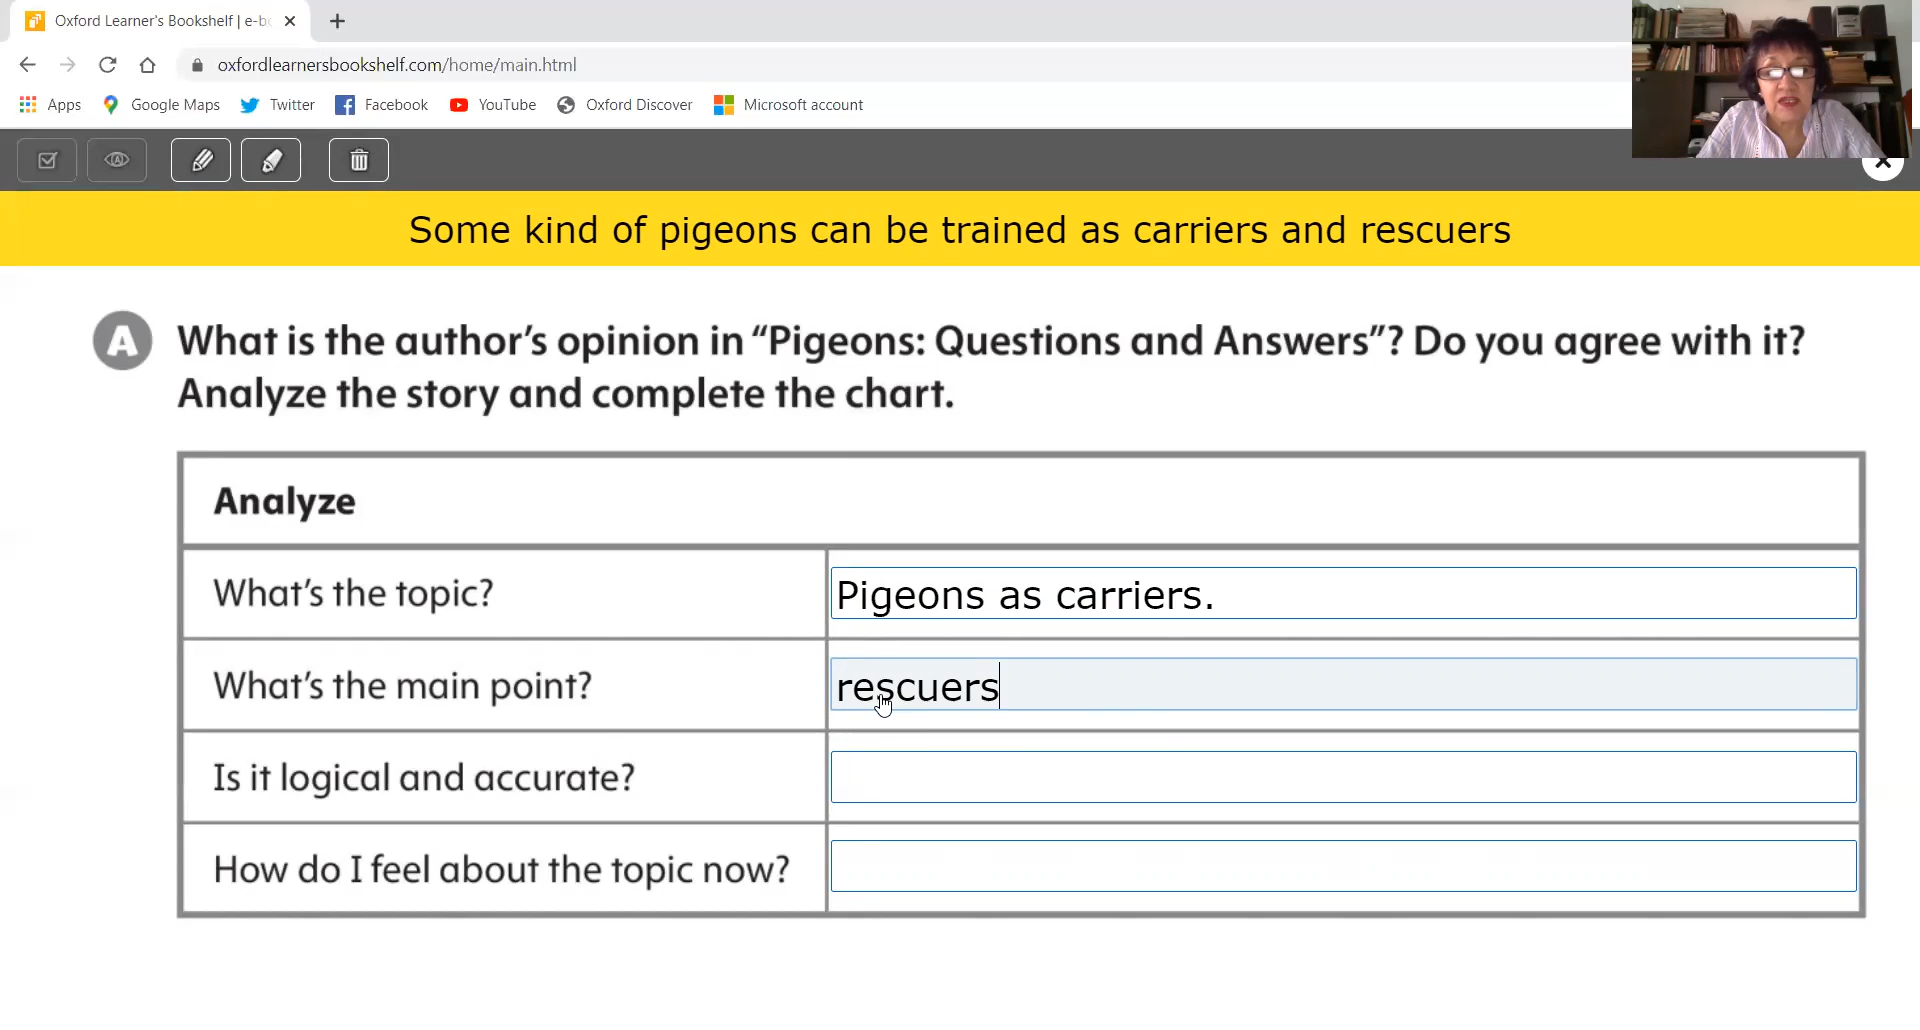 Oxford Learner's Bookshelf | e-bo
oxfordlearnersbookshelf.com/home/main.html
Apps Google Maps Twitter Facebook YouTube Oxford Discover Microsoft account
Some kind of pigeons can be trained as carriers and rescuers
A What is the author's opinion in “Pigeons: Questions and Answers”? Do you agree with it?
Analyze the story and complete the chart.
Analyze
What's the topic? Pigeons as carriers.
What's the main point? rescuers
Is it logical and accurate?
How do I feel about the topic now?